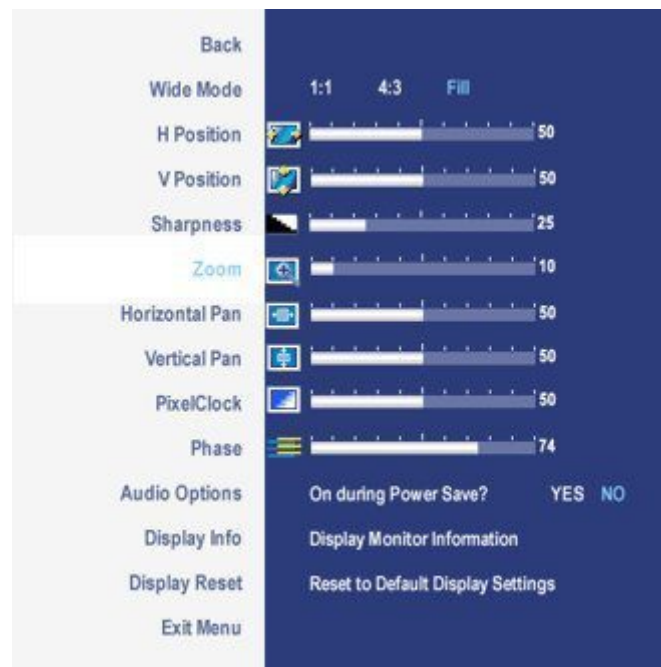 Back
Wide Mode 1:1 4:3 Fill
H Position 50
V Position 50
Sharpness 25
Zoom 10
Horizontal Pan 50
Vertical Pan 50
PixelClock 50
Phase 74
Audio Options On during Power Save? YES NO
Display Info Display Monitor Information
Display Reset Reset to Default Display Settings
Exit Menu